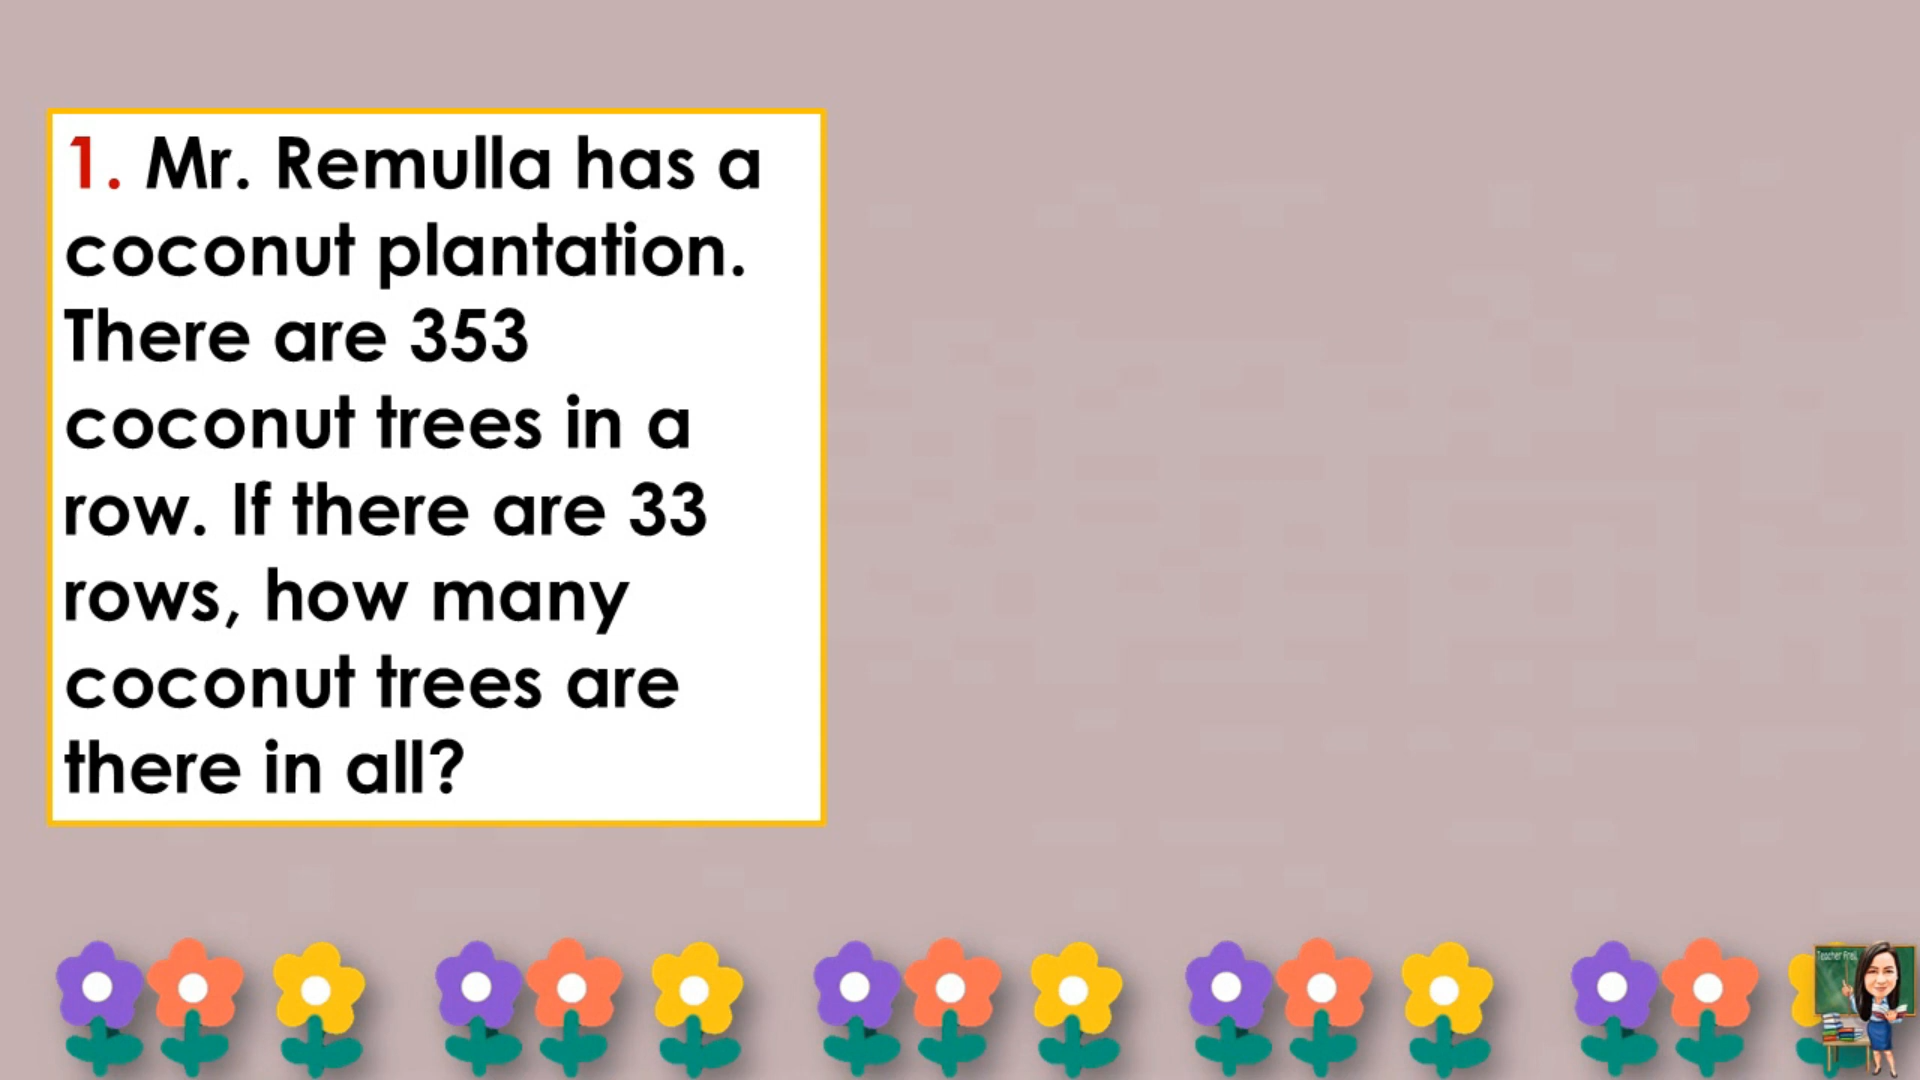 1. Mr. Remulla has a
coconut plantation.
There are 353
coconut trees in a
row. If there are 33
rows, how many
coconut trees are
there in all?